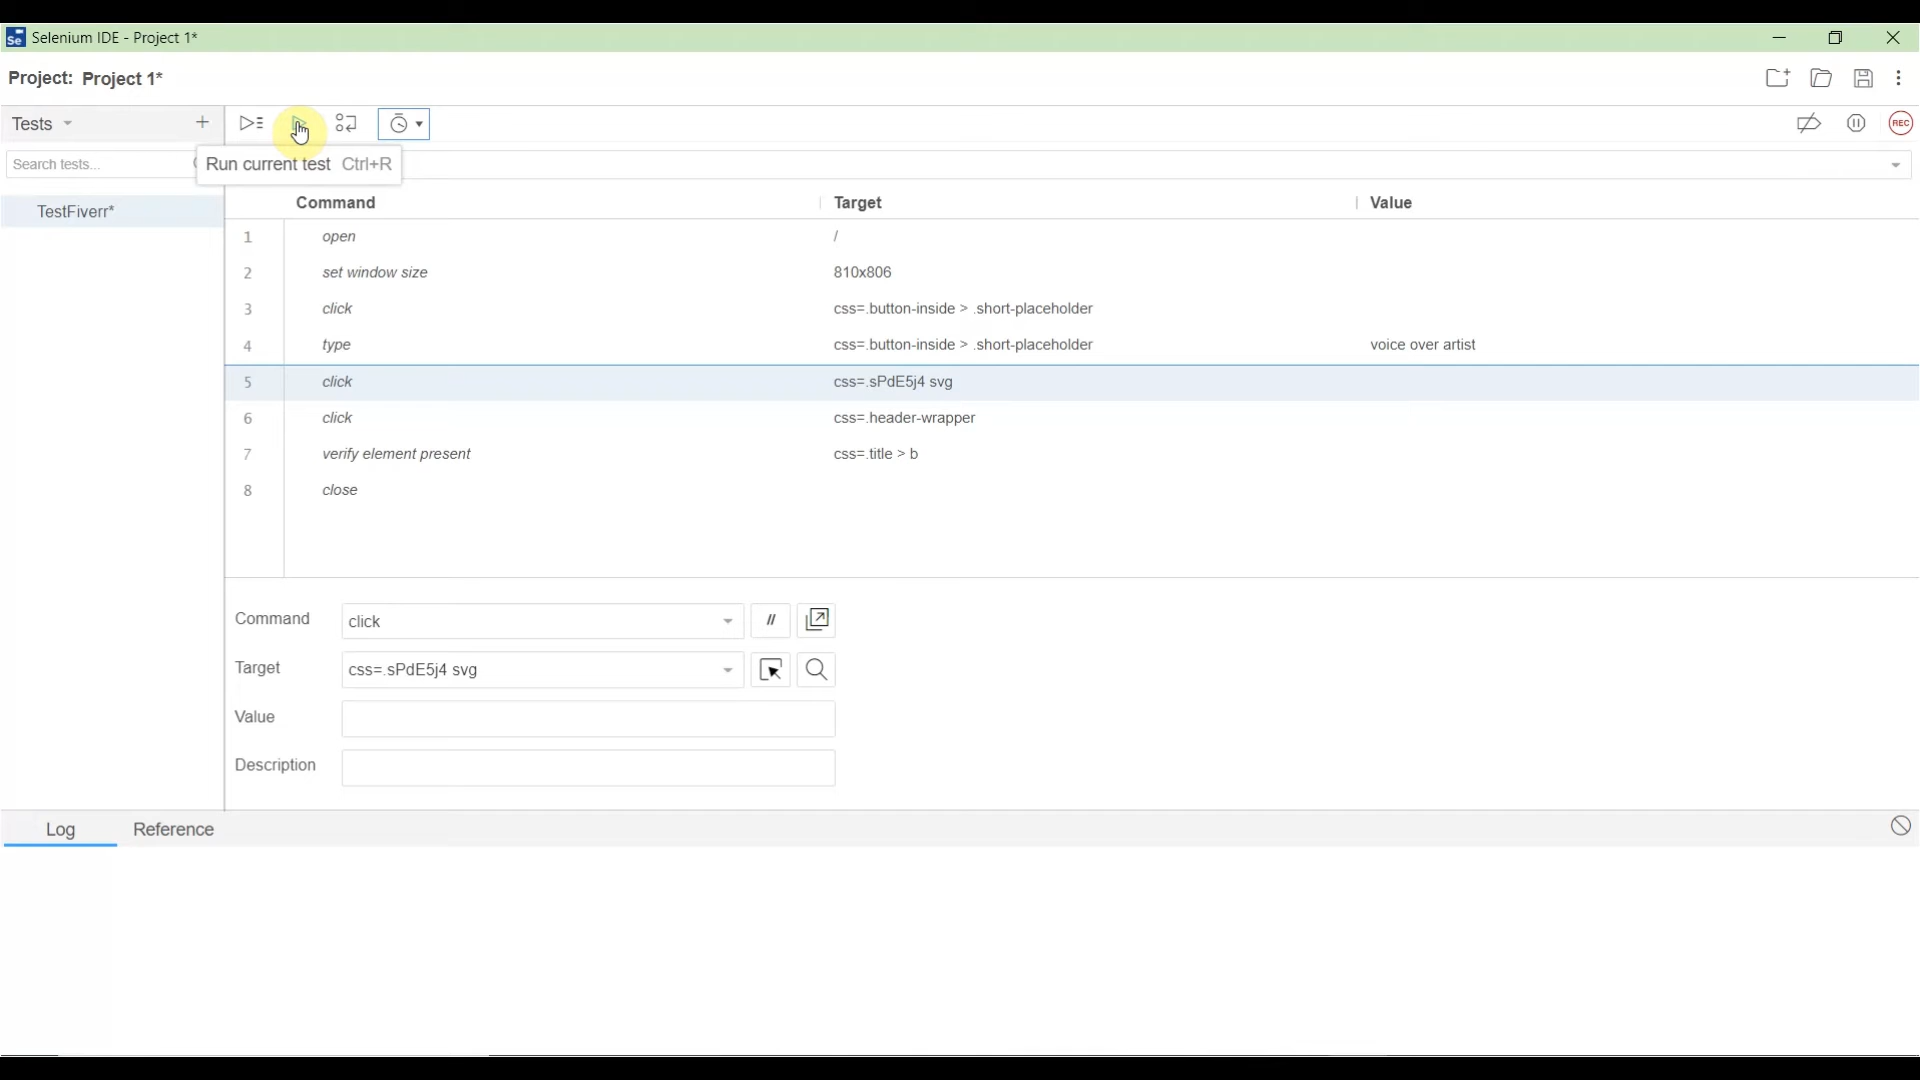 Se Selenium IDE - Project 1*
Project: Project 1*
Tests
REC
Search tests...
Run current test Ctrl+R
TestFiverr*
Command Target Value
1 open /
2 set window size 810x806
3 click css=.button-inside > .short-placeholder
4 type css=.button-inside > .short-placeholder voice over artist
5 click css=.sPdE5j4 svg
6 click css=.header-wrapper
7 verify element present css=.title > b
8 close
Command click //
Target css=.sPdE5j4 svg
Value
Description
Log Reference